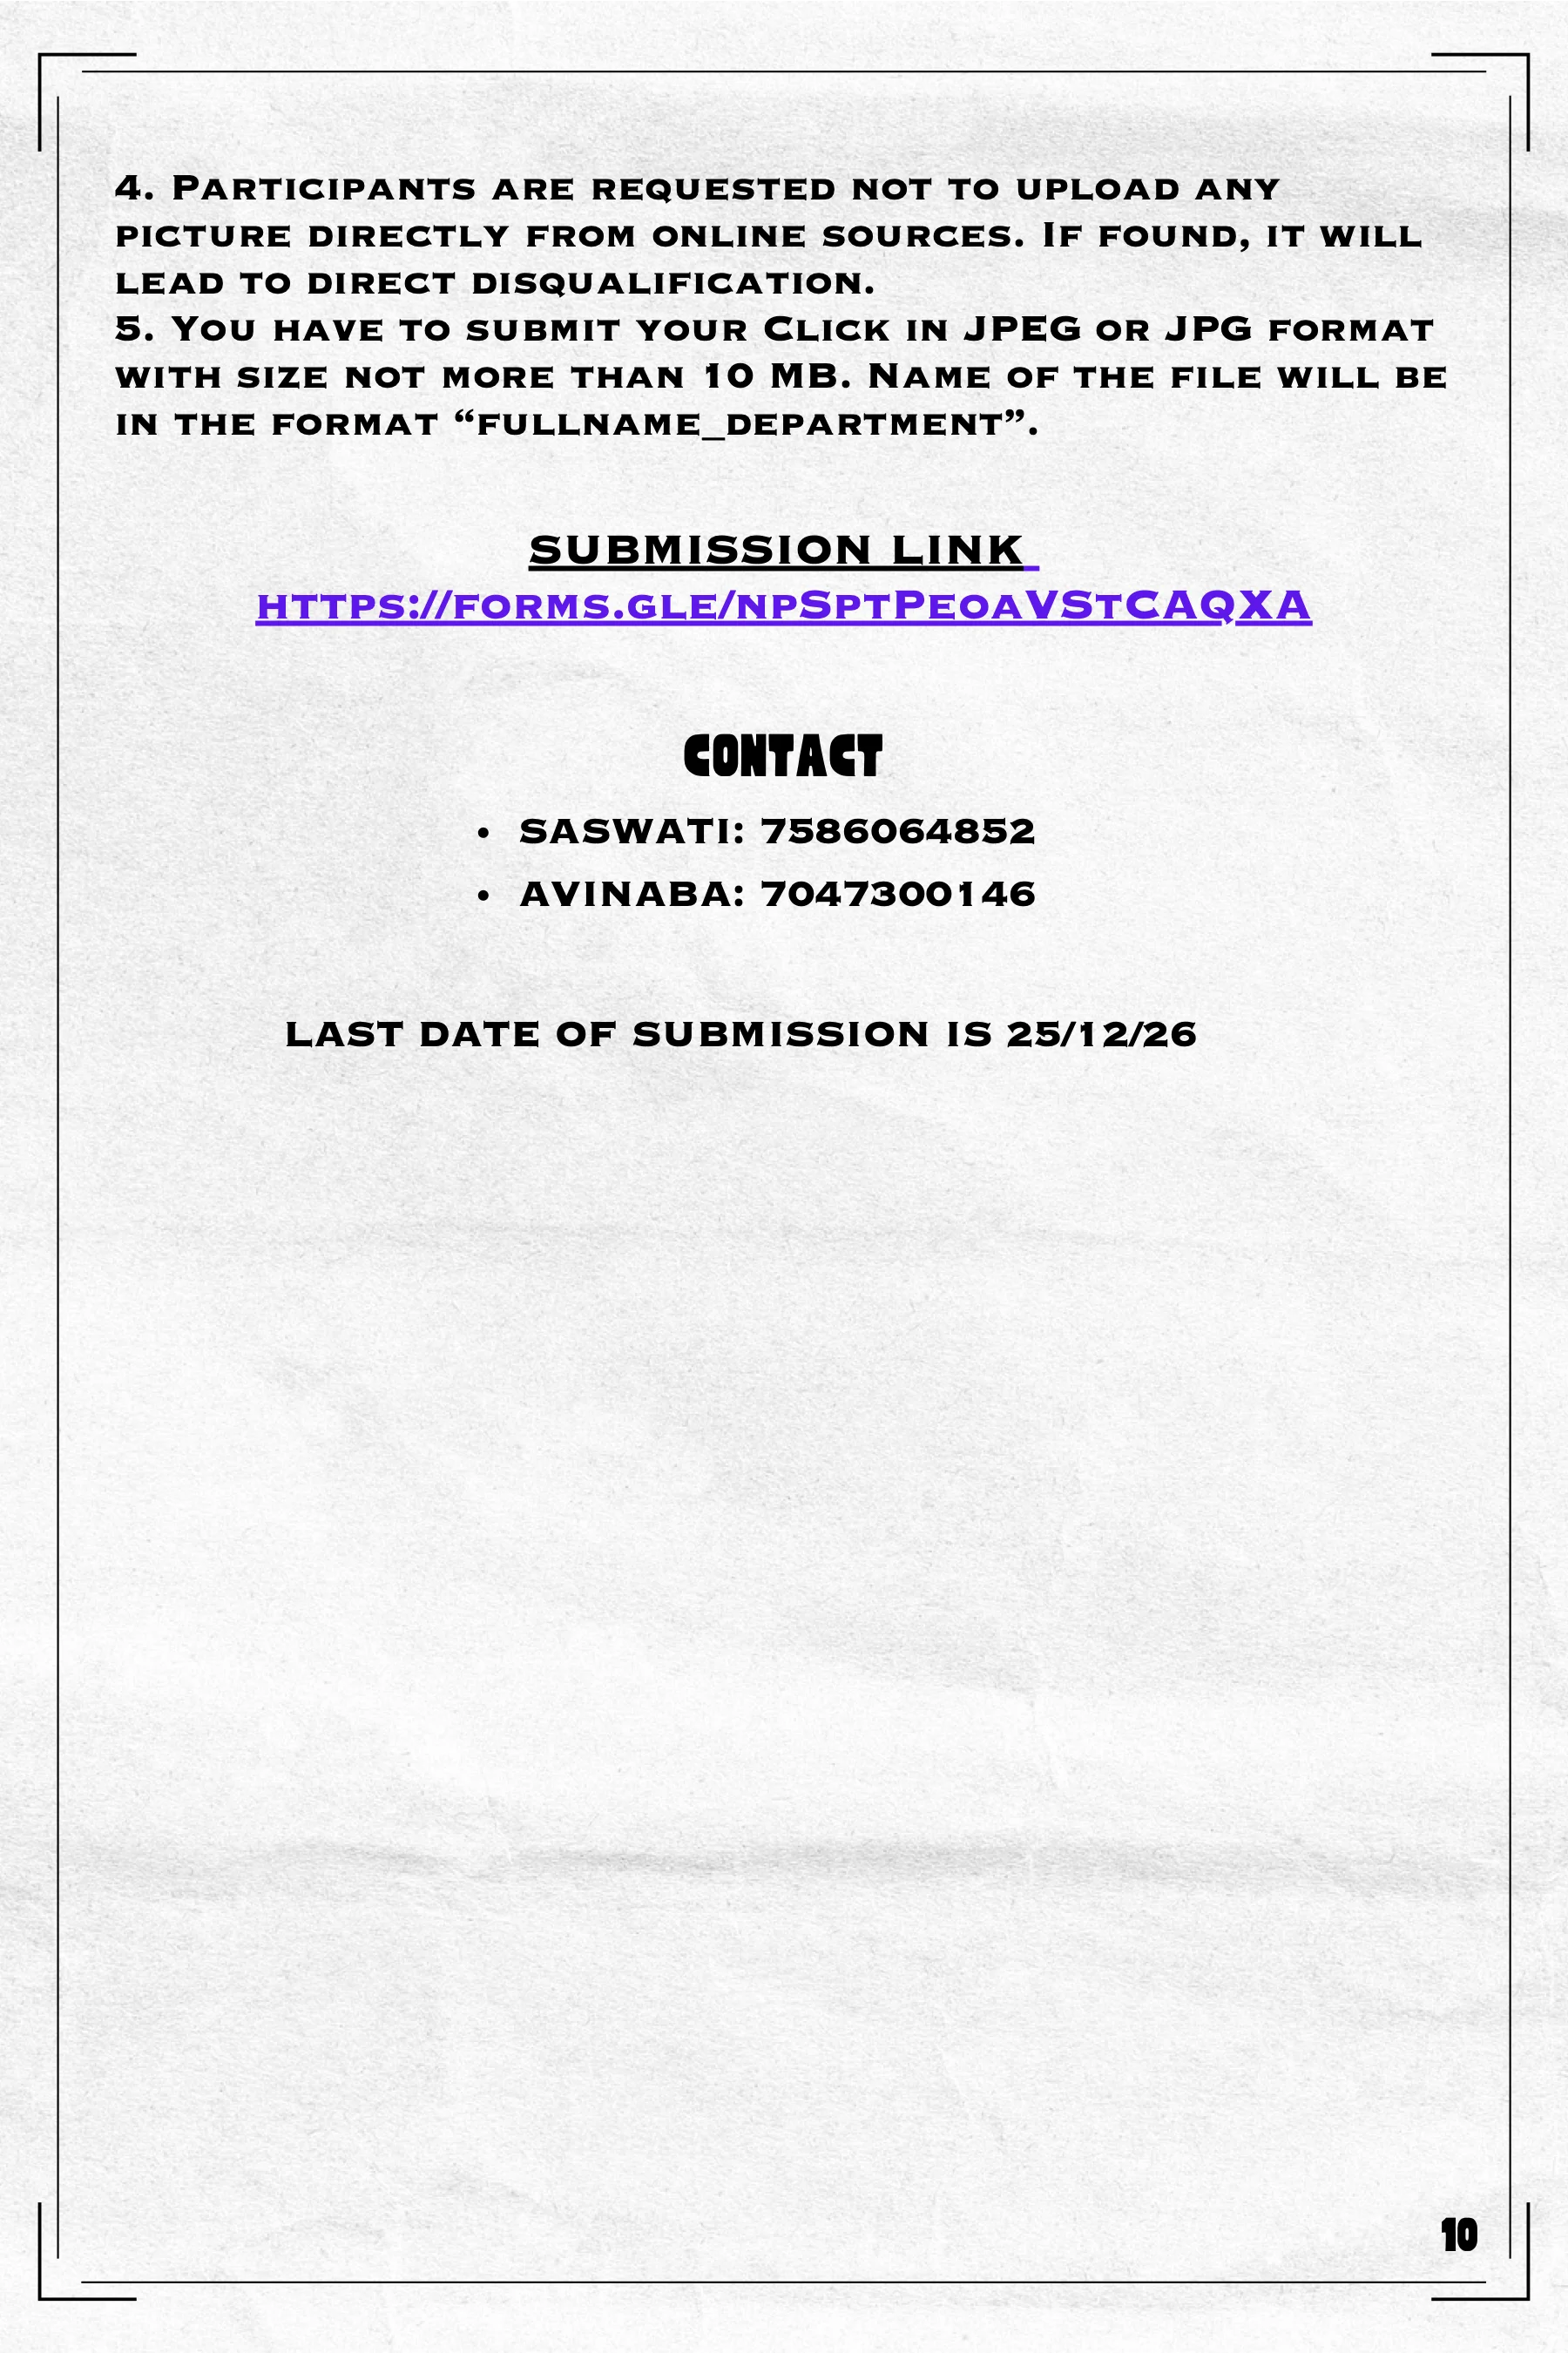 4. Participants are requested not to upload any
picture directly from online sources. If found, it will
lead to direct disqualification.
5. You have to submit your Click in JPEG or JPG format
with size not more than 10 MB. Name of the file will be
in the format “fullname_department”.
SUBMISSION LINK
https://forms.gle/npSptPeoaVStCAQXA
CONTACT
• SASWATI: 7586064852
• AVINABA: 7047300146
LAST DATE OF SUBMISSION IS 25/12/26
10